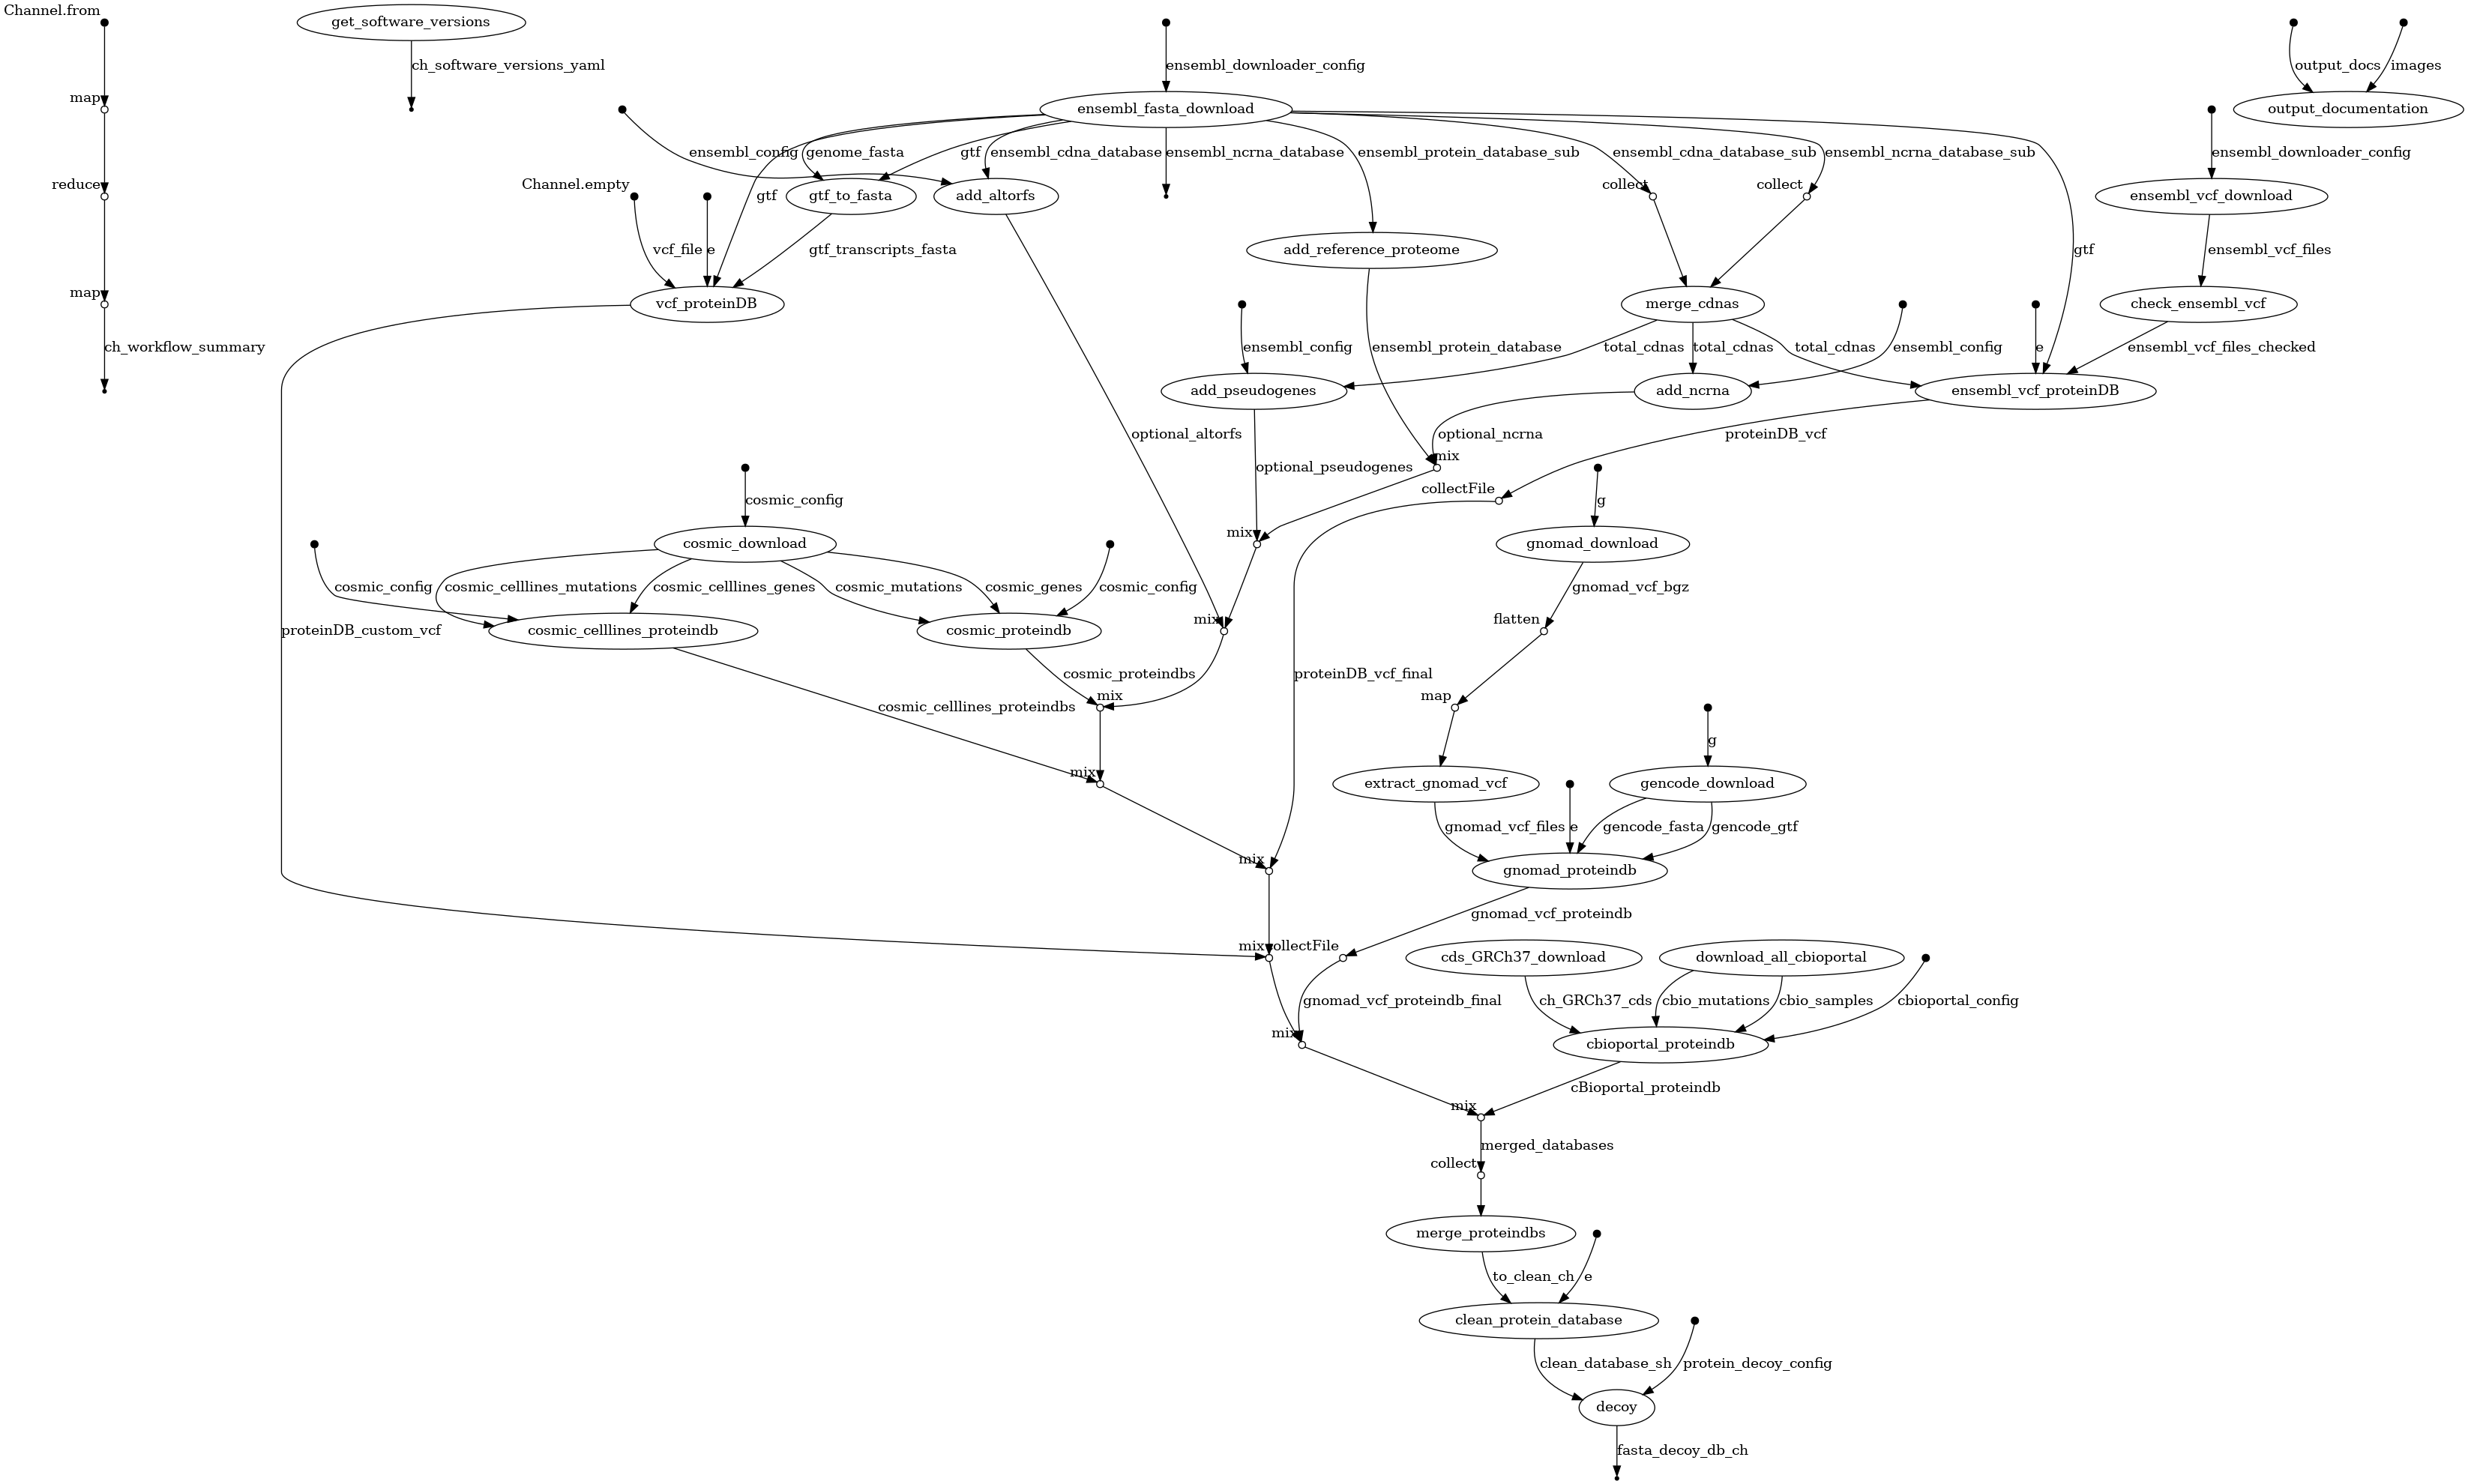 Channel.from
get_software_versions
ch_software_versions_yaml
ensembl_downloader_config
output_docs
images
map
ensembl_fasta_download
output_documentation
ensembl_config
genome_fasta
gtf
ensembl_cdna_database
ensembl_ncrna_database
ensembl_protein_database_sub
ensembl_cdna_database_sub
ensembl_ncrna_database_sub
ensembl_downloader_config
reduce
Channel.empty
gtf
gtf_to_fasta
add_altorfs
collect
collect
ensembl_vcf_download
vcf_file
e
gtf_transcripts_fasta
add_reference_proteome
gtf
ensembl_vcf_files
map
vcf_proteinDB
merge_cdnas
check_ensembl_vcf
ch_workflow_summary
ensembl_config
ensembl_protein_database
total_cdnas
total_cdnas
total_cdnas
ensembl_config
e
ensembl_vcf_files_checked
add_pseudogenes
add_ncrna
ensembl_vcf_proteinDB
optional_altorfs
optional_ncrna
proteinDB_vcf
mix
optional_pseudogenes
collectFile
cosmic_config
g
mix
cosmic_download
gnomad_download
cosmic_config
cosmic_celllines_mutations
cosmic_celllines_genes
cosmic_mutations
cosmic_genes
cosmic_config
gnomad_vcf_bgz
proteinDB_custom_vcf
cosmic_celllines_proteindb
cosmic_proteindb
mix
flatten
cosmic_proteindbs
proteinDB_vcf_final
mix
map
cosmic_celllines_proteindbs
g
mix
extract_gnomad_vcf
gencode_download
gnomad_vcf_files
e
gencode_fasta
gencode_gtf
mix
gnomad_proteindb
gnomad_vcf_proteindb
mix
collectFile
cds_GRCh37_download
download_all_cbioportal
gnomad_vcf_proteindb_final
ch_GRCh37_cds
cbio_mutations
cbio_samples
cbioportal_config
mix
cbioportal_proteindb
cBioportal_proteindb
mix
merged_databases
collect
merge_proteindbs
to_clean_ch
e
clean_protein_database
clean_database_sh
protein_decoy_config
decoy
fasta_decoy_db_ch